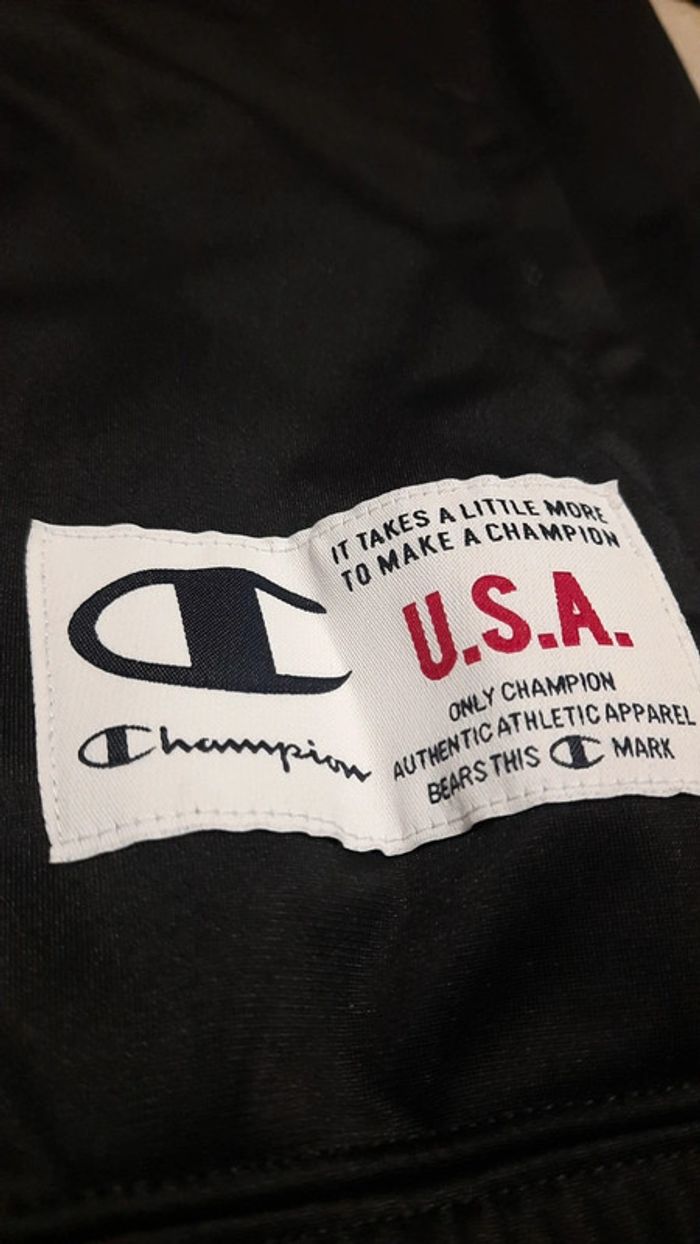 Champion
IT TAKES A LITTLE MORE
TO MAKE A CHAMPION
U.S.A.
ONLY CHAMPION
AUTHENTIC ATHLETIC APPAREL
BEARS THIS C MARK